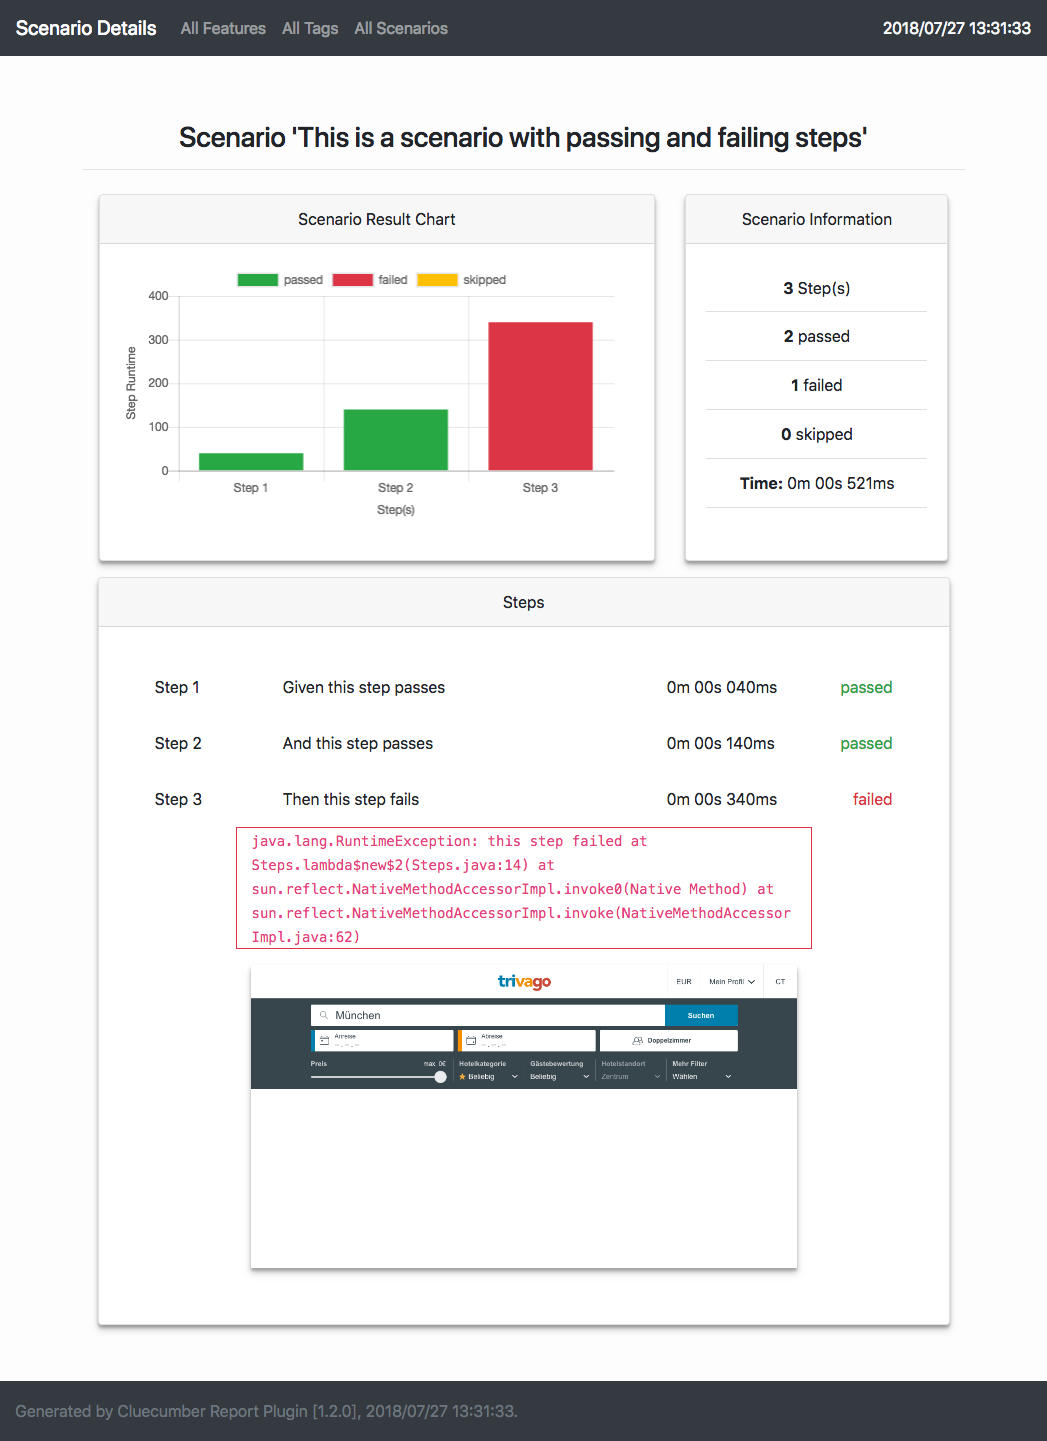 Scenario Details All Features All Tags All Scenarios 2018/07/27 13:31:33
Scenario 'This is a scenario with passing and failing steps'
Scenario Result Chart
passed failed skipped
400
300
200
100
0
Step Runtime
Step 1 Step 2 Step 3
Step(s)
Scenario Information
3 Step(s)
2 passed
1 failed
0 skipped
Time: 0m 00s 521ms
Steps
Step 1 Given this step passes 0m 00s 040ms passed
Step 2 And this step passes 0m 00s 140ms passed
Step 3 Then this step fails 0m 00s 340ms failed
java.lang.RuntimeException: this step failed at
Steps.lambda$new$2(Steps.java:14) at
sun.reflect.NativeMethodAccessorImpl.invoke0(Native Method) at
sun.reflect.NativeMethodAccessorImpl.invoke(NativeMethodAccessor
Impl.java:62)
trivago EUR Mein Profil CT
München Suchen
Anreise Abreise
--.--.-- --.--.-- Doppelzimmer
Preis max. 0€ Hotelkategorie Gästebewertung Hotelstandort Mehr Filter
Beliebig Beliebig Zentrum Wählen
Generated by Cluecumber Report Plugin [1.2.0], 2018/07/27 13:31:33.